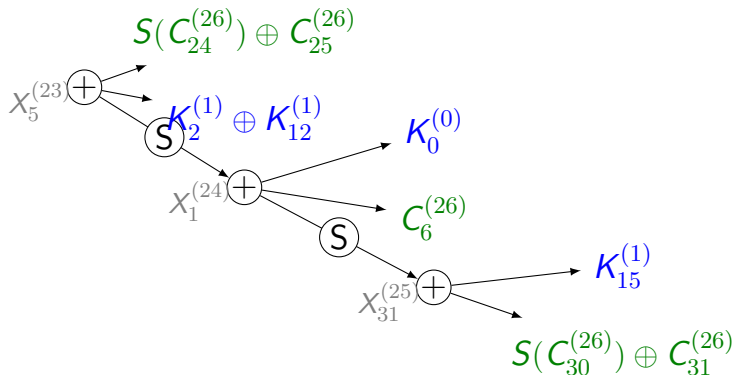 S(C_{24}^{(26)}) ⊕ C_{25}^{(26)}
+
X_5^{(23)}
K_2^{(1)} ⊕ K_{12}^{(1)}
S
K_0^{(0)}
+
X_1^{(24)}
C_6^{(26)}
S
K_{15}^{(1)}
+
X_{31}^{(25)}
S(C_{30}^{(26)}) ⊕ C_{31}^{(26)}